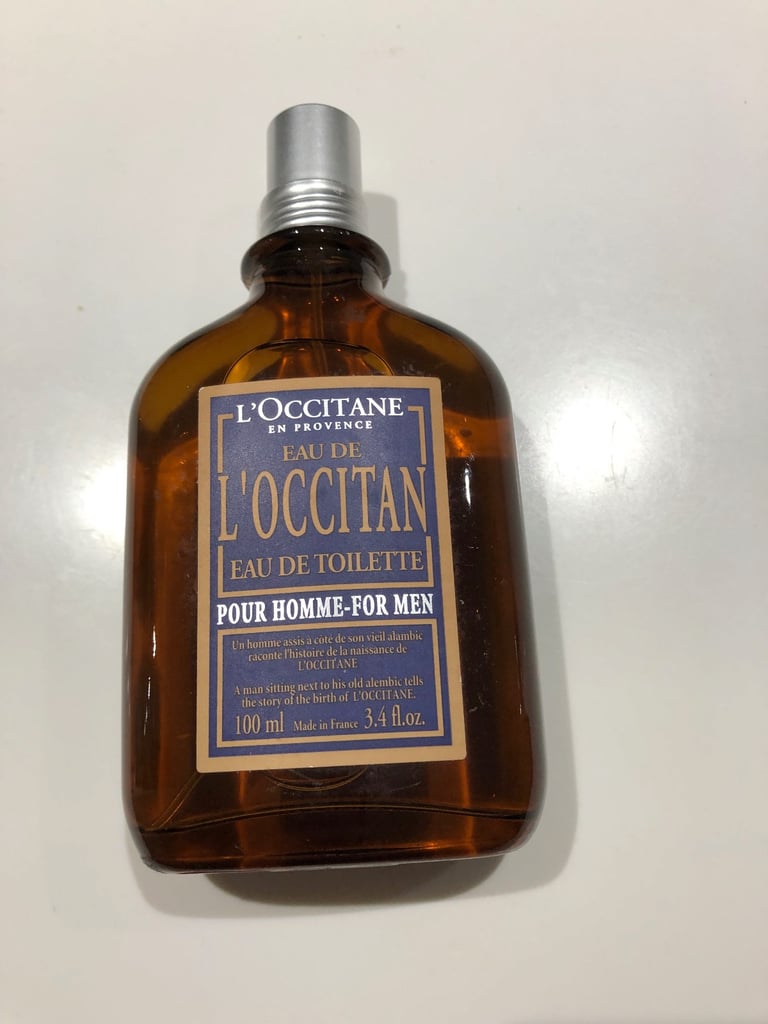 L'OCCITANE
EN PROVENCE
EAU DE
L'OCCITAN
EAU DE TOILETTE
POUR HOMME-FOR MEN
Un homme assis a côté de son vieil alambic
raconte l'histoire de la naissance de
L'OCCITANE
A man sitting next to his old alembic tells
the story of the birth of L'OCCITANE.
100 ml Made in France 3.4 fl.oz.